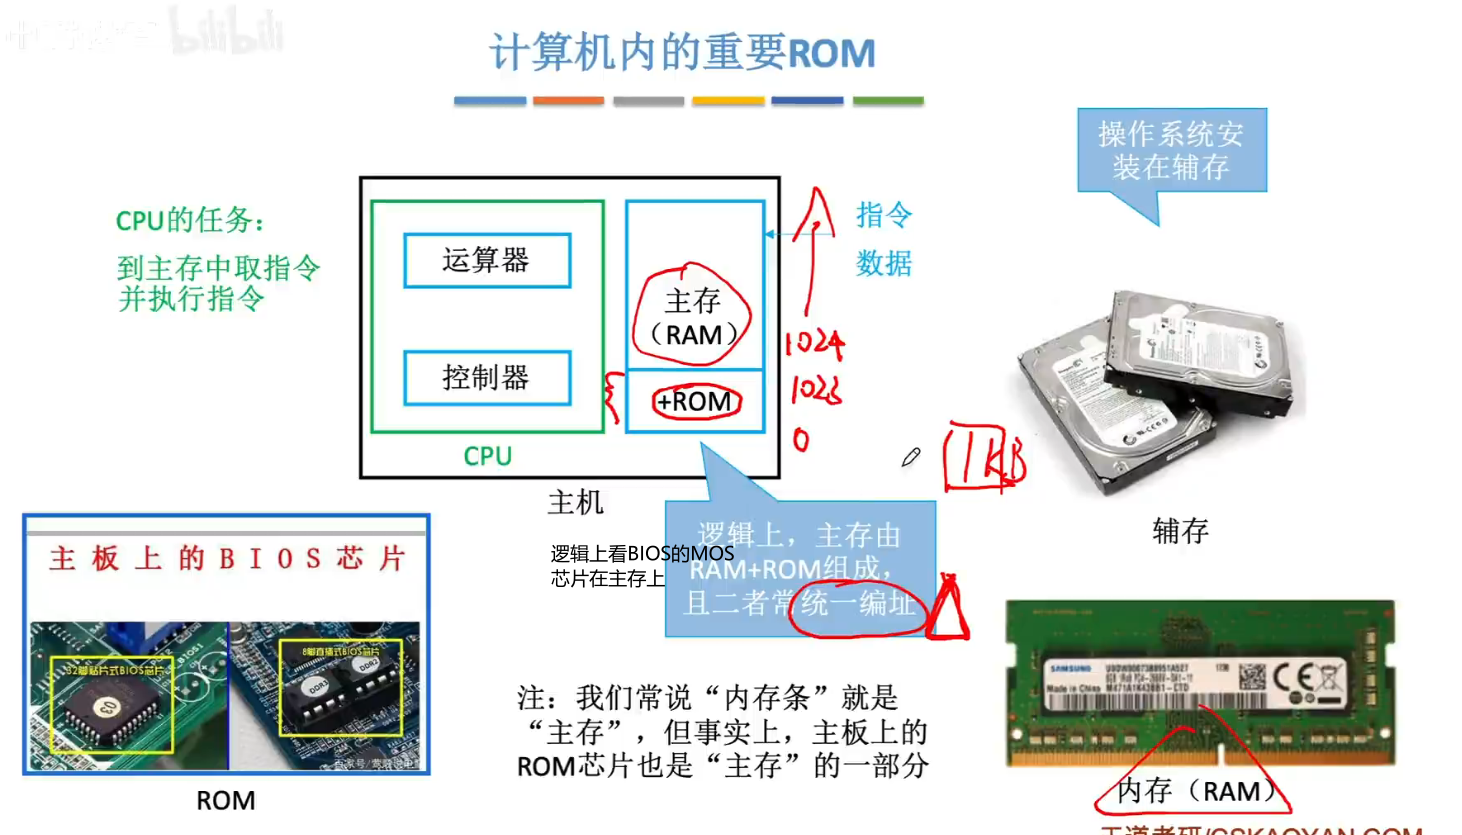 bilibili
计算机内的重要ROM
操作系统安
装在辅存
CPU的任务：
到主存中取指令
并执行指令
运算器
控制器
CPU
主存
（RAM）
+ROM
指令
数据
1024
1023
0
1KB
主机
辅存
逻辑上，主存由
RAM+ROM组成，
且二者常统一编址
逻辑上看BIOS的MOS
芯片在主存上
主板上的BIOS芯片
32脚贴片式BIOS芯片
8脚直插式BIOS芯片
DDR3
DDR2
ROM
注：我们常说“内存条”就是
“主存”，但事实上，主板上的
ROM芯片也是“主存”的一部分
SAMSUNG
Made in China
内存（RAM）
王道考研/CSKAOYAN.COM